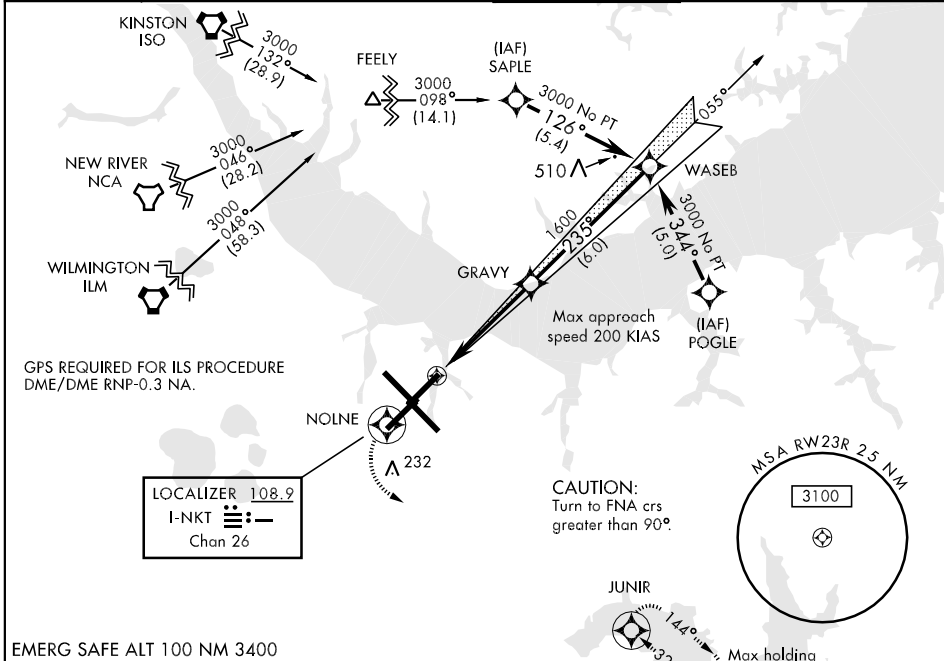 KINSTON
ISO
3000
132°
(28.9)
FEELY
3000
098°
(14.1)
(IAF)
SAPLE
3000 No PT
126°
(5.4)
055°
510
WASEB
NEW RIVER
NCA
3000
046°
(28.2)
3000
048°
(58.3)
WILMINGTON
ILM
1600
235°
(6.0)
3000 No PT
344°
(5.0)
GRAVY
(IAF)
POGLE
Max approach
speed 200 KIAS
GPS REQUIRED FOR ILS PROCEDURE
DME/DME RNP-0.3 NA.
NOLNE
232
LOCALIZER 108.9
I-NKT
Chan 26
CAUTION:
Turn to FNA crs
greater than 90°.
MSA RW23R 25 NM
3100
JUNIR
144°
Max holding
EMERG SAFE ALT 100 NM 3400